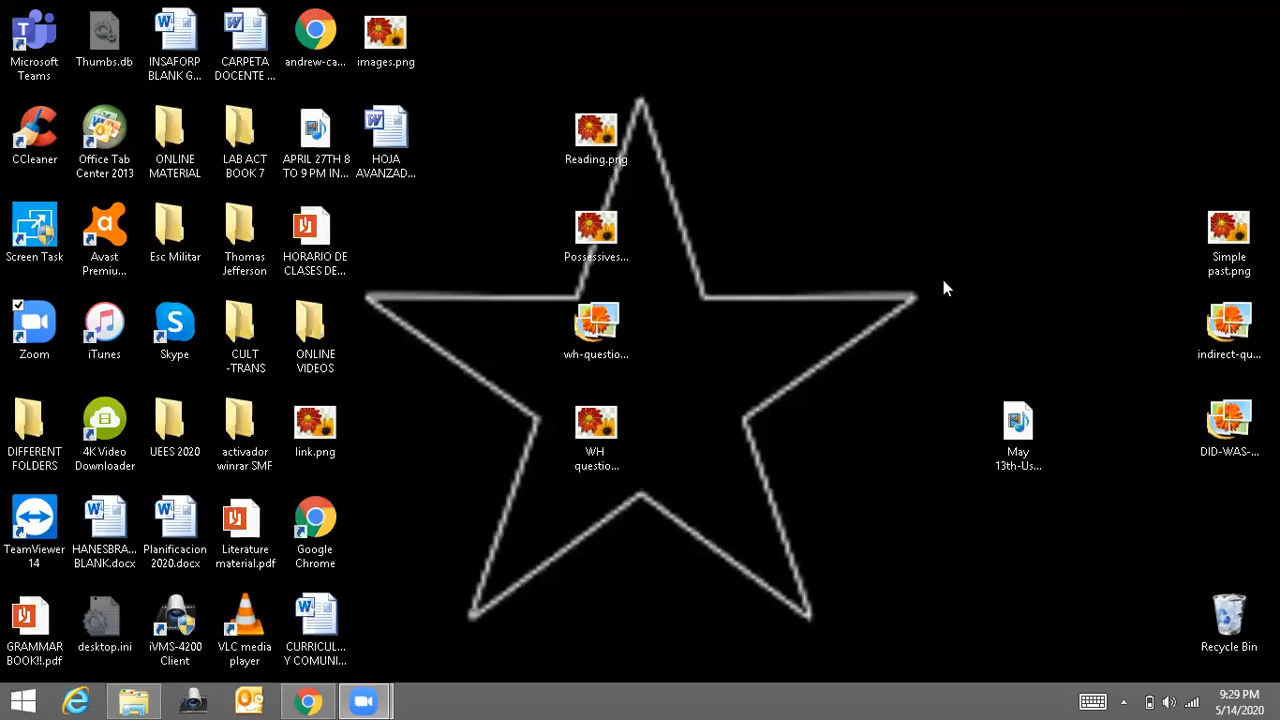 Microsoft
Teams
Thumbs.db
INSAFORP
BLANK G...
CARPETA
DOCENTE ...
andrew-ca...
images.png
CCleaner
Office Tab
Center 2013
ONLINE
MATERIAL
LAB ACT
BOOK 7
APRIL 27TH 8
TO 9 PM IN...
HOJA
AVANZAD...
Reading.png
Screen Task
Avast
Premiu...
Esc Militar
Thomas
Jefferson
HORARIO DE
CLASES DE...
Possessives...
Simple
past.png
Zoom
iTunes
Skype
CULT
-TRANS
ONLINE
VIDEOS
wh-questio...
indirect-qu...
DIFFERENT
FOLDERS
4K Video
Downloader
UEES 2020
activador
winrar SMF
link.png
WH
questio...
May
13th-Us...
DID-WAS-...
TeamViewer
14
HANESBRA...
BLANK.docx
Planificacion
2020.docx
Literature
material.pdf
Google
Chrome
GRAMMAR
BOOK!!.pdf
desktop.ini
iVMS-4200
Client
VLC media
player
CURRICUL...
Y COMUNI...
Recycle Bin
9:29 PM
5/14/2020